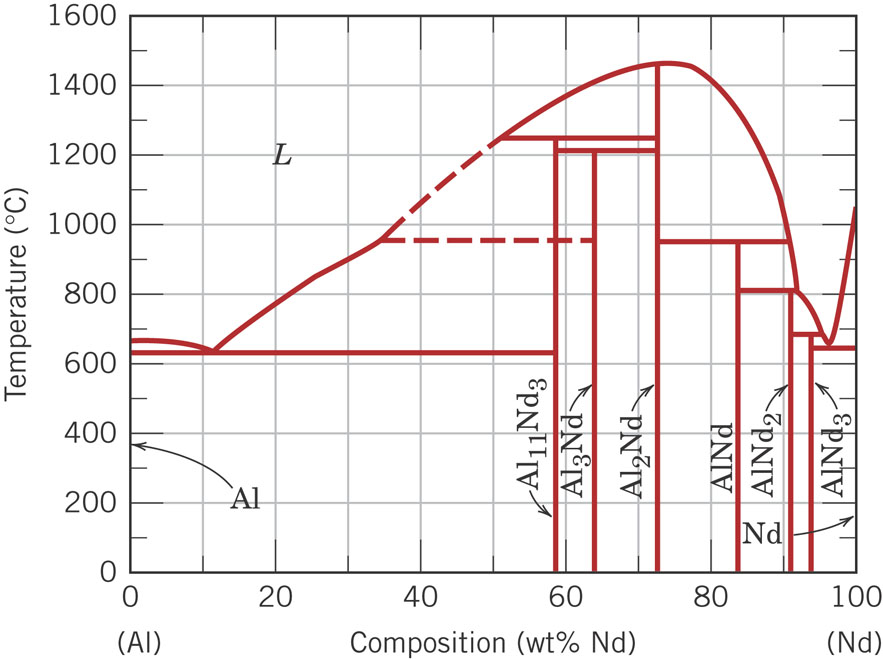 1600
1400
1200
1000
800
600
400
200
0
Temperature (°C)
L
Al
Al11Nd3
Al3Nd
Al2Nd
AlNd
AlNd2
AlNd3
Nd
0 20 40 60 80 100
(Al) Composition (wt% Nd) (Nd)